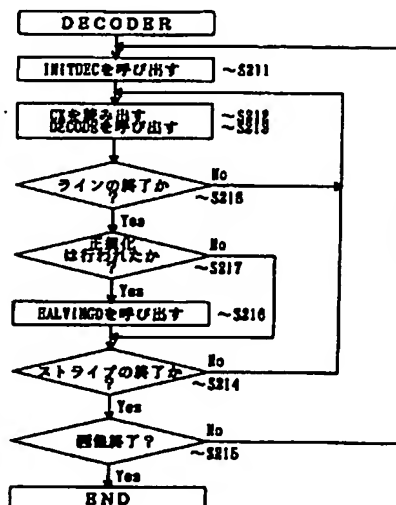 DECODER
INITDECを呼び出す ~S211
CXを読み出す ~S212
DECODEを呼び出す ~S213
ラインの終了か ? No ~S218
Yes
正規化は行われたか ? No ~S217
Yes
HALVINGDを呼び出す ~S216
ストライプの終了か ? No ~S214
Yes
画像終了? No ~S215
Yes
END